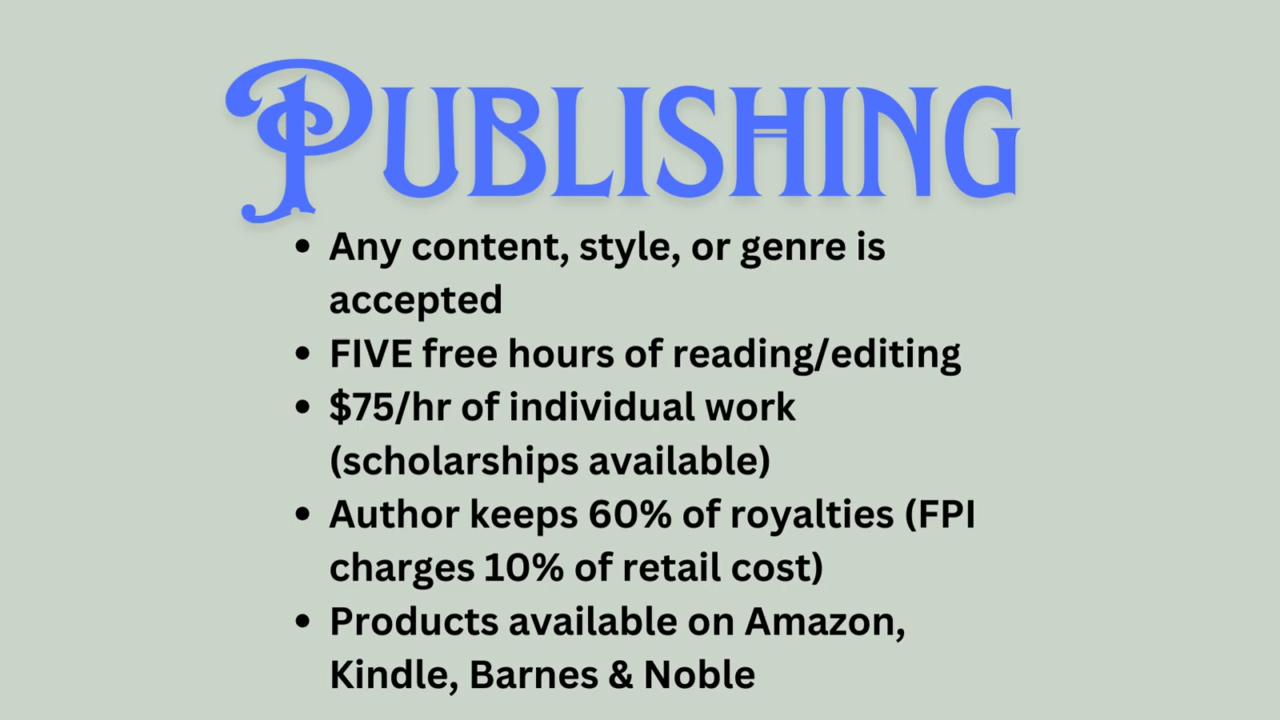 PUBLISHING
• Any content, style, or genre is
accepted
• FIVE free hours of reading/editing
• $75/hr of individual work
(scholarships available)
• Author keeps 60% of royalties (FPI
charges 10% of retail cost)
• Products available on Amazon,
Kindle, Barnes & Noble